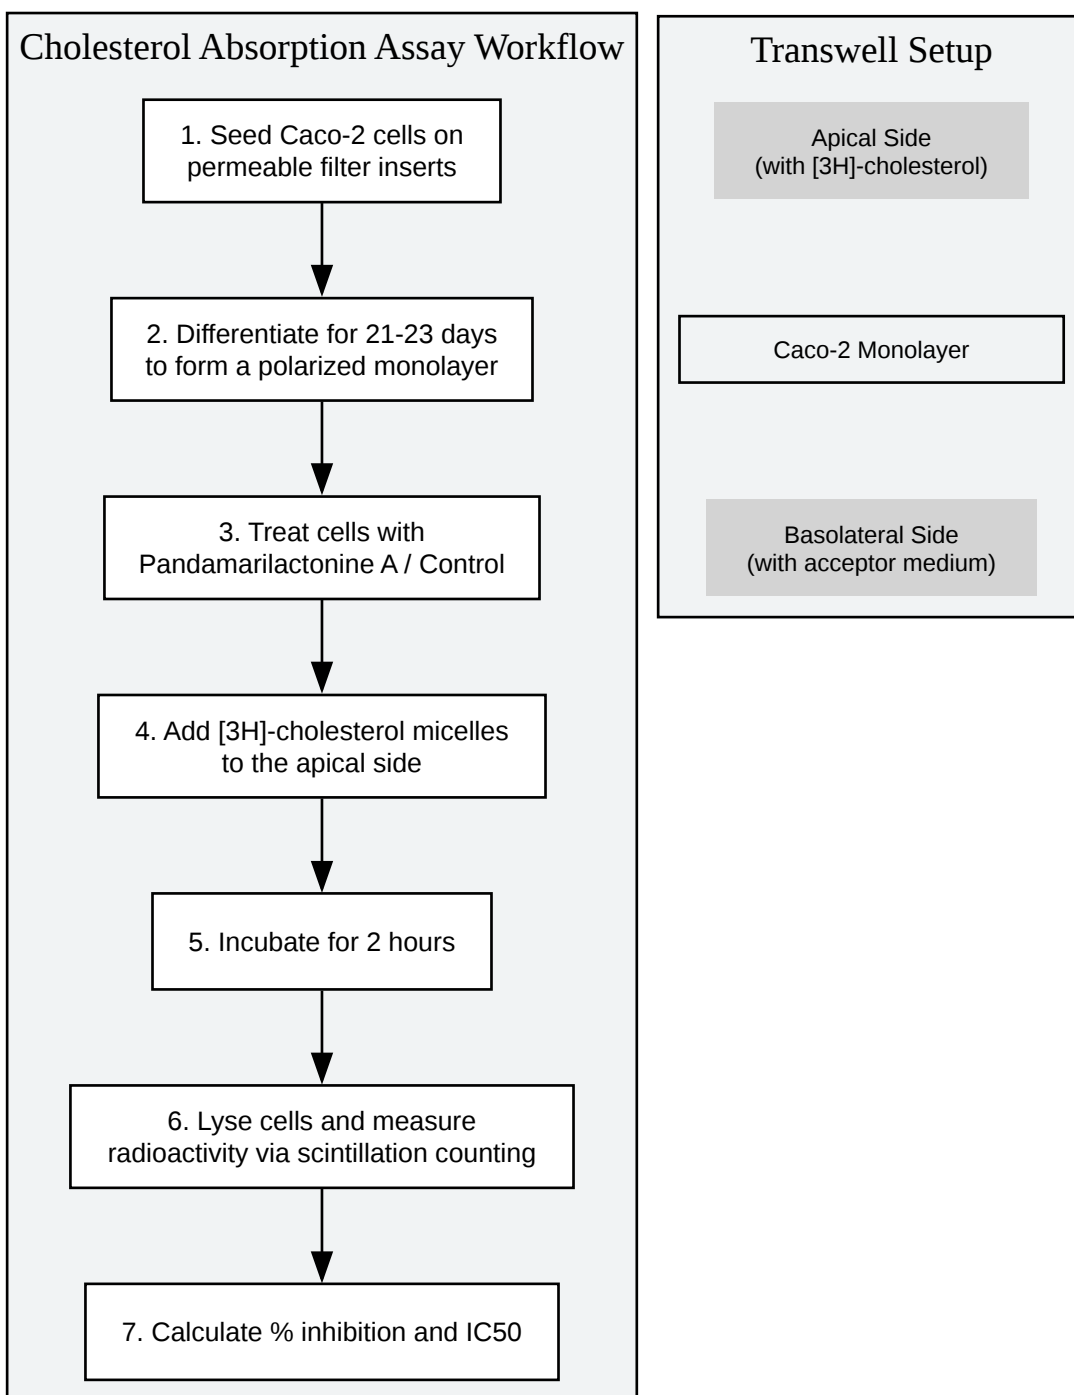 Cholesterol Absorption Assay Workflow
1. Seed Caco-2 cells on
permeable filter inserts
2. Differentiate for 21-23 days
to form a polarized monolayer
3. Treat cells with
Pandamarilactonine A / Control
4. Add [3H]-cholesterol micelles
to the apical side
5. Incubate for 2 hours
6. Lyse cells and measure
radioactivity via scintillation counting
7. Calculate % inhibition and IC50
Transwell Setup
Apical Side
(with [3H]-cholesterol)
Caco-2 Monolayer
Basolateral Side
(with acceptor medium)